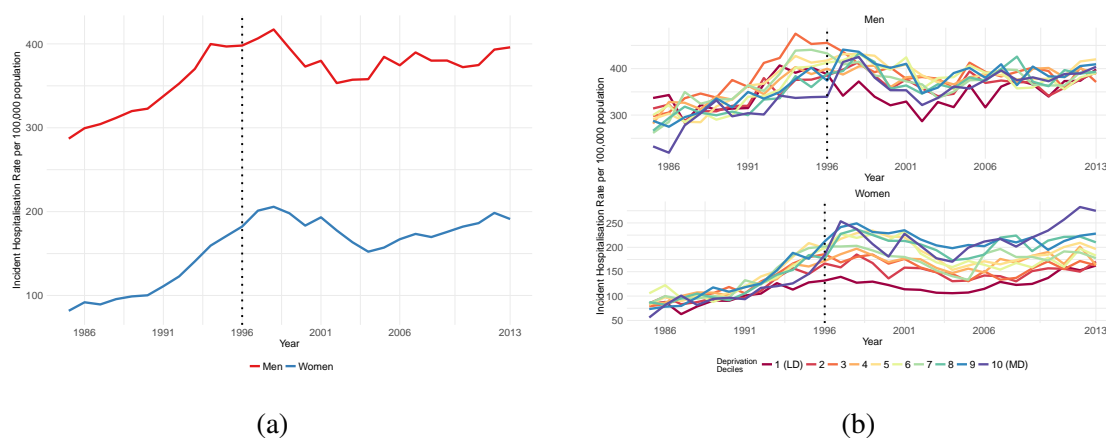 Incident Hospitalisation Rate per 100,000 population
400
300
200
100
1986 1991 1996 2001 2006 2013
Year
Men Women
(a)
Incident Hospitalisation Rate per 100,000 population
Men
400
300
1986 1991 1996 2001 2006 2013
Year
Women
250
200
150
100
50
1986 1991 1996 2001 2006 2013
Year
Deprivation
Deciles
1 (LD) 2 3 4 5 6 7 8 9 10 (MD)
(b)